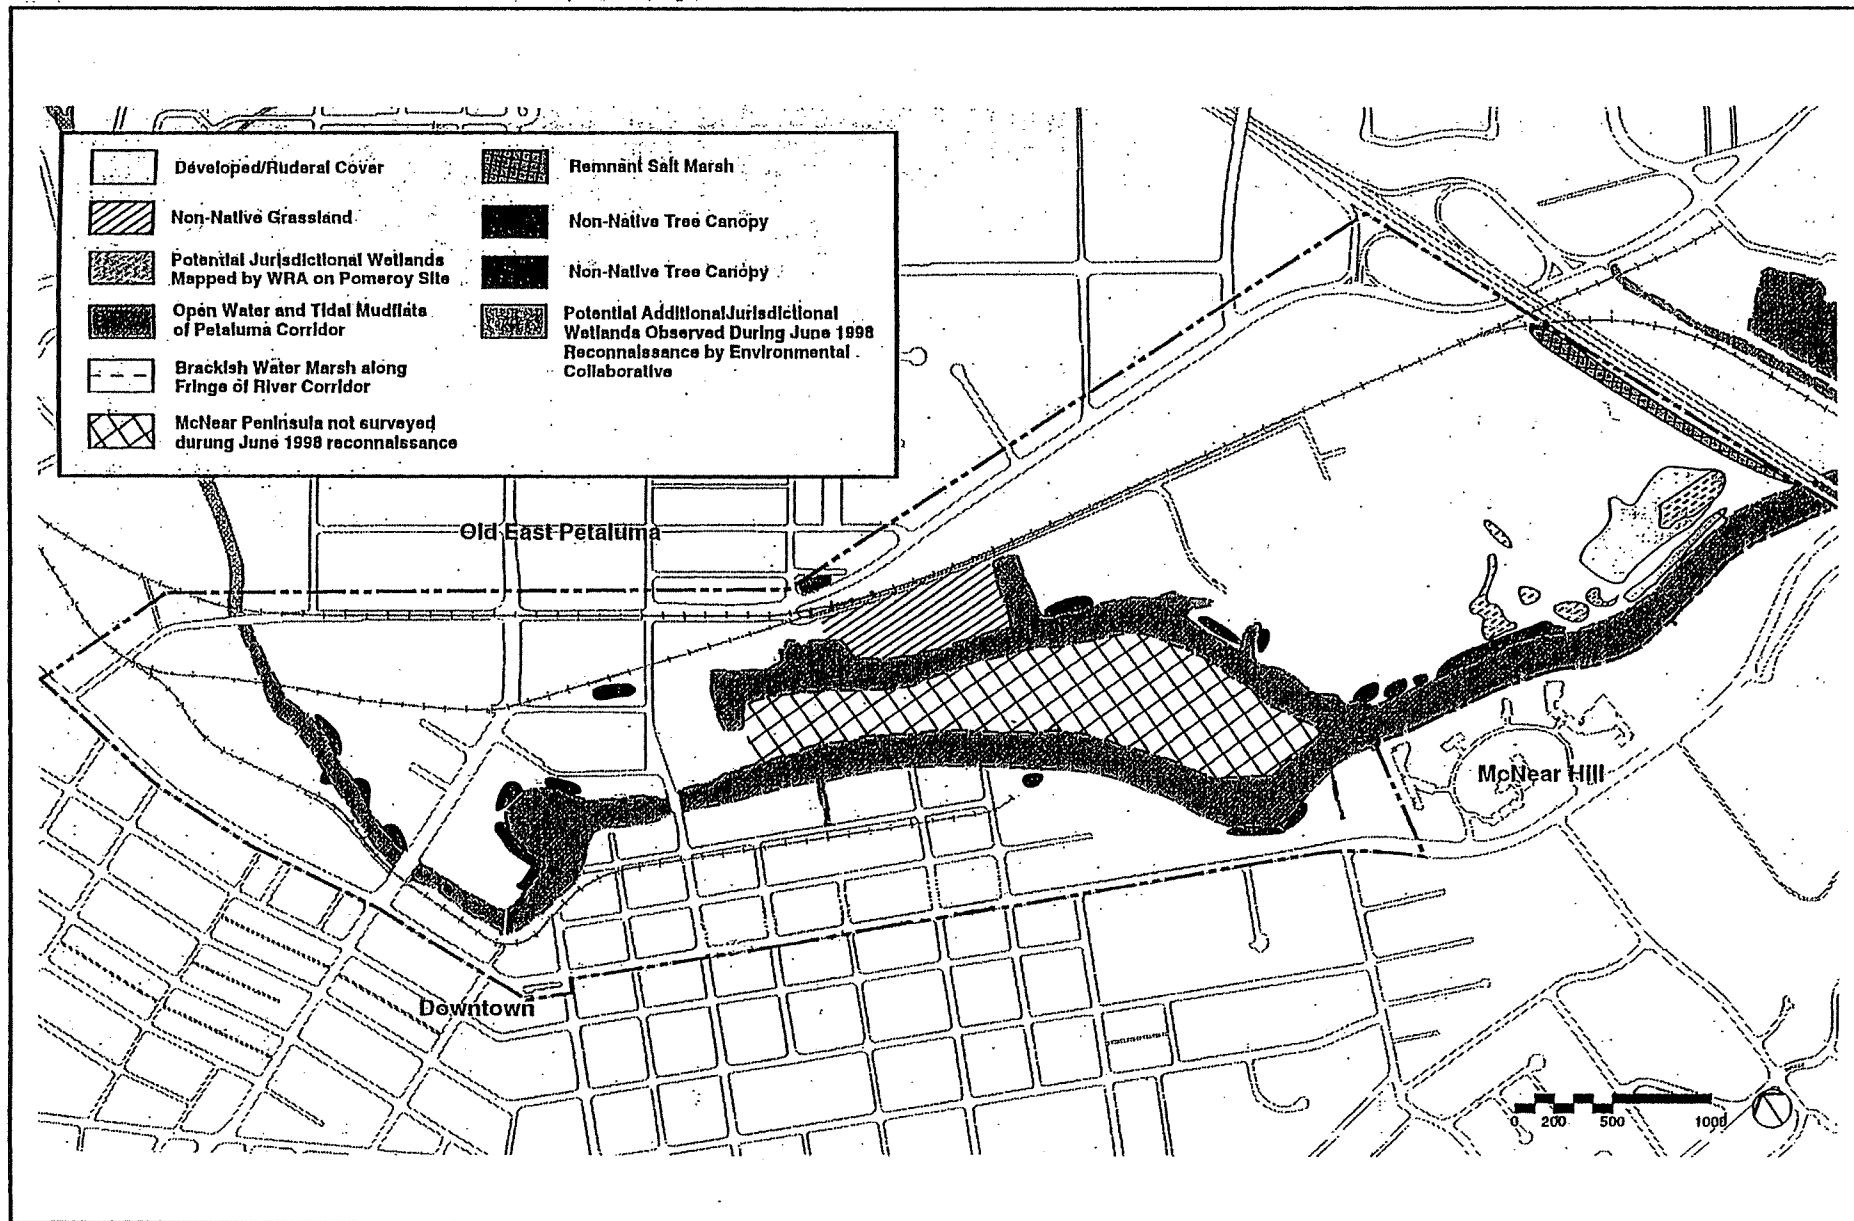 Developed/Ruderal Cover
Non-Native Grassland
Potential Jurisdictional Wetlands
Mapped by WRA on Pomeroy Site
Open Water and Tidal Mudflats
of Petaluma Corridor
Brackish Water Marsh along
Fringe of River Corridor
McNear Peninsula not surveyed
durung June 1998 reconnaissance
Remnant Salt Marsh
Non-Native Tree Canopy
Non-Native Tree Canopy
Potential AdditionalJurisdictional
Wetlands Observed During June 1998
Reconnaissance by Environmental
Collaborative
Old East Petaluma
McNear Hill
Downtown
0 200 500 1000